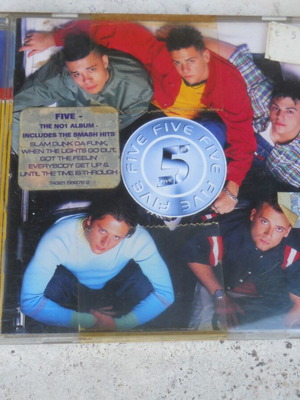 FIVE -
THE NO1 ALBUM -
INCLUDES THE SMASH HITS
SLAM DUNK DA FUNK,
WHEN THE LIGHTS GO OUT,
GOT THE FEELIN'
EVERYBODY GET UP &
UNTIL THE TIME IS THROUGH
FIVE FIVE FIVE FIVE FIVE FIVE
5